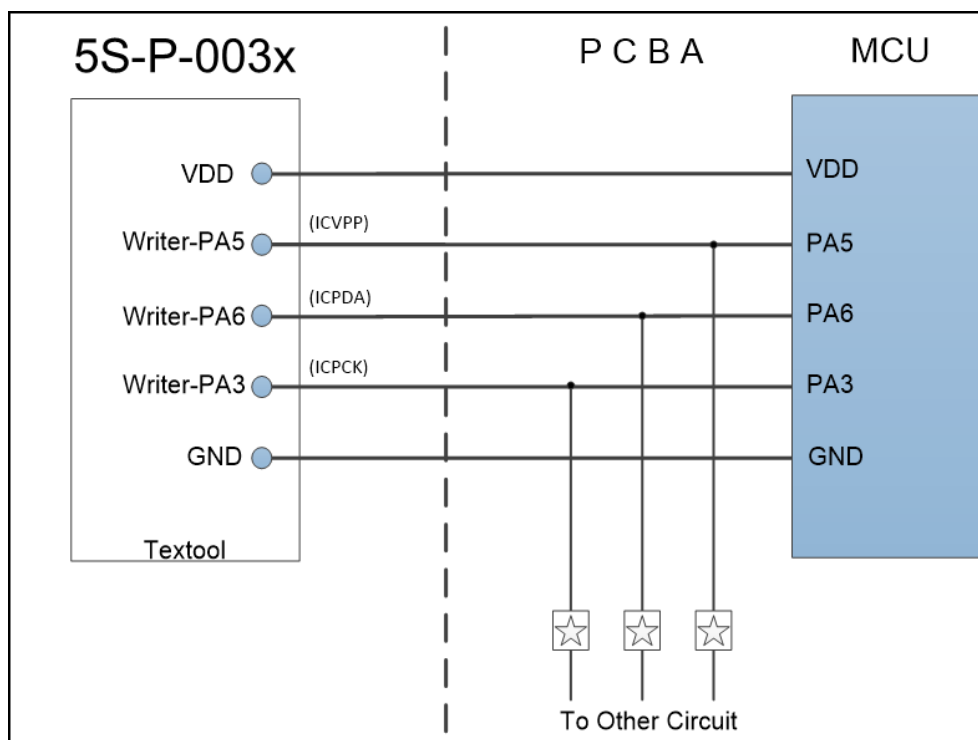 5S-P-003x
P C B A
MCU
VDD
VDD
Writer-PA5
(ICVPP)
PA5
Writer-PA6
(ICPDA)
PA6
Writer-PA3
(ICPCK)
PA3
GND
GND
Textool
To Other Circuit